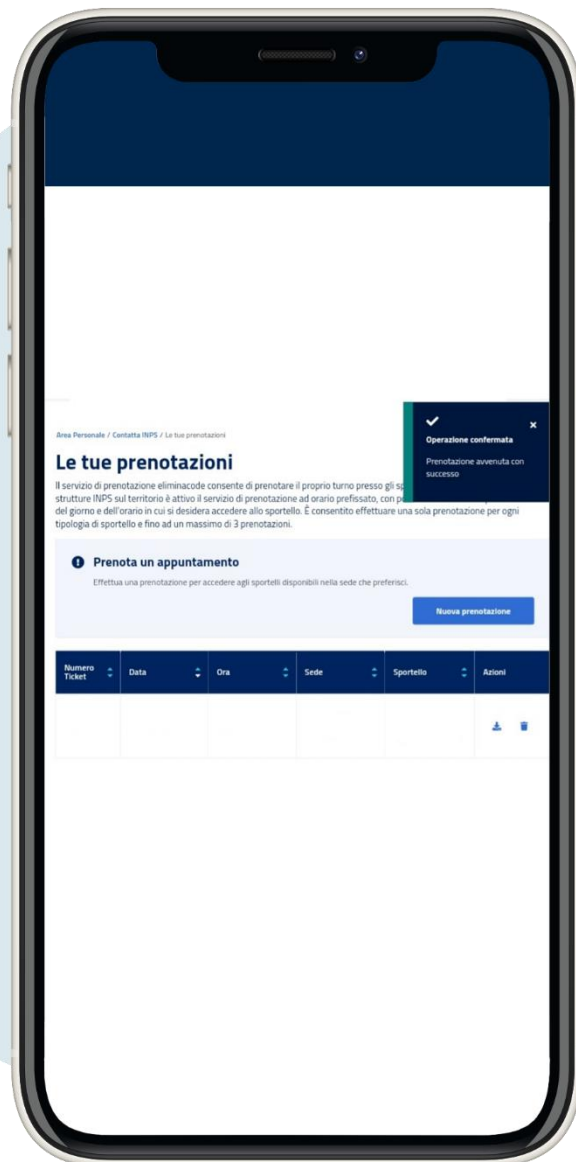 Area Personale / Contatta INPS / Le tue prenotazioni
Operazione confermata
Prenotazione avvenuta con
successo
Le tue prenotazioni
Il servizio di prenotazione eliminacode consente di prenotare il proprio turno presso gli
strutture INPS sul territorio è attivo il servizio di prenotazione ad orario prefissato, con
del giorno e dell'orario in cui si desidera accedere allo sportello. È consentito effettuare una sola prenotazione per ogni
tipologia di sportello e fino ad un massimo di 3 prenotazioni.
Prenota un appuntamento
Effettua una prenotazione per accedere agli sportelli disponibili nella sede che preferisci.
Nuova prenotazione
Numero Ticket Data Ora Sede Sportello Azioni